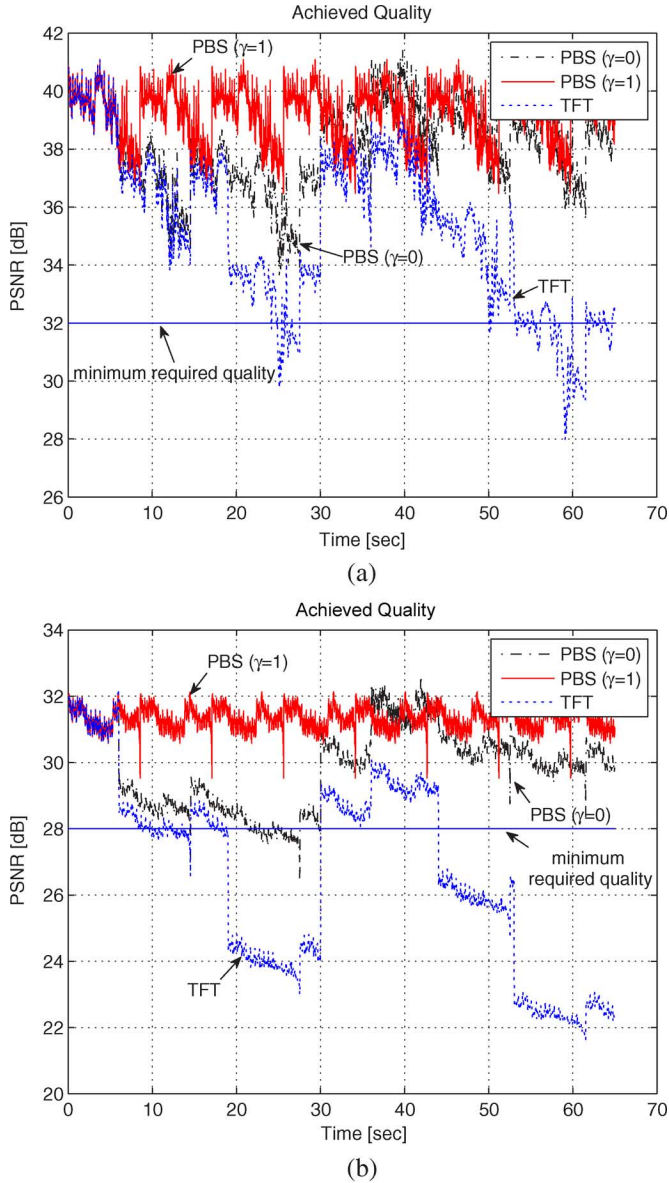 Achieved Quality
42
40
38
36
34
32
30
28
26
PSNR [dB]
0 10 20 30 40 50 60 70
Time [sec]
PBS (γ=1)
PBS (γ=0)
TFT
minimum required quality
PBS (γ=0)
PBS (γ=1)
TFT
(a)
Achieved Quality
34
32
30
28
26
24
22
20
PSNR [dB]
0 10 20 30 40 50 60 70
Time [sec]
PBS (γ=1)
PBS (γ=0)
minimum
required quality
TFT
PBS (γ=0)
PBS (γ=1)
TFT
(b)